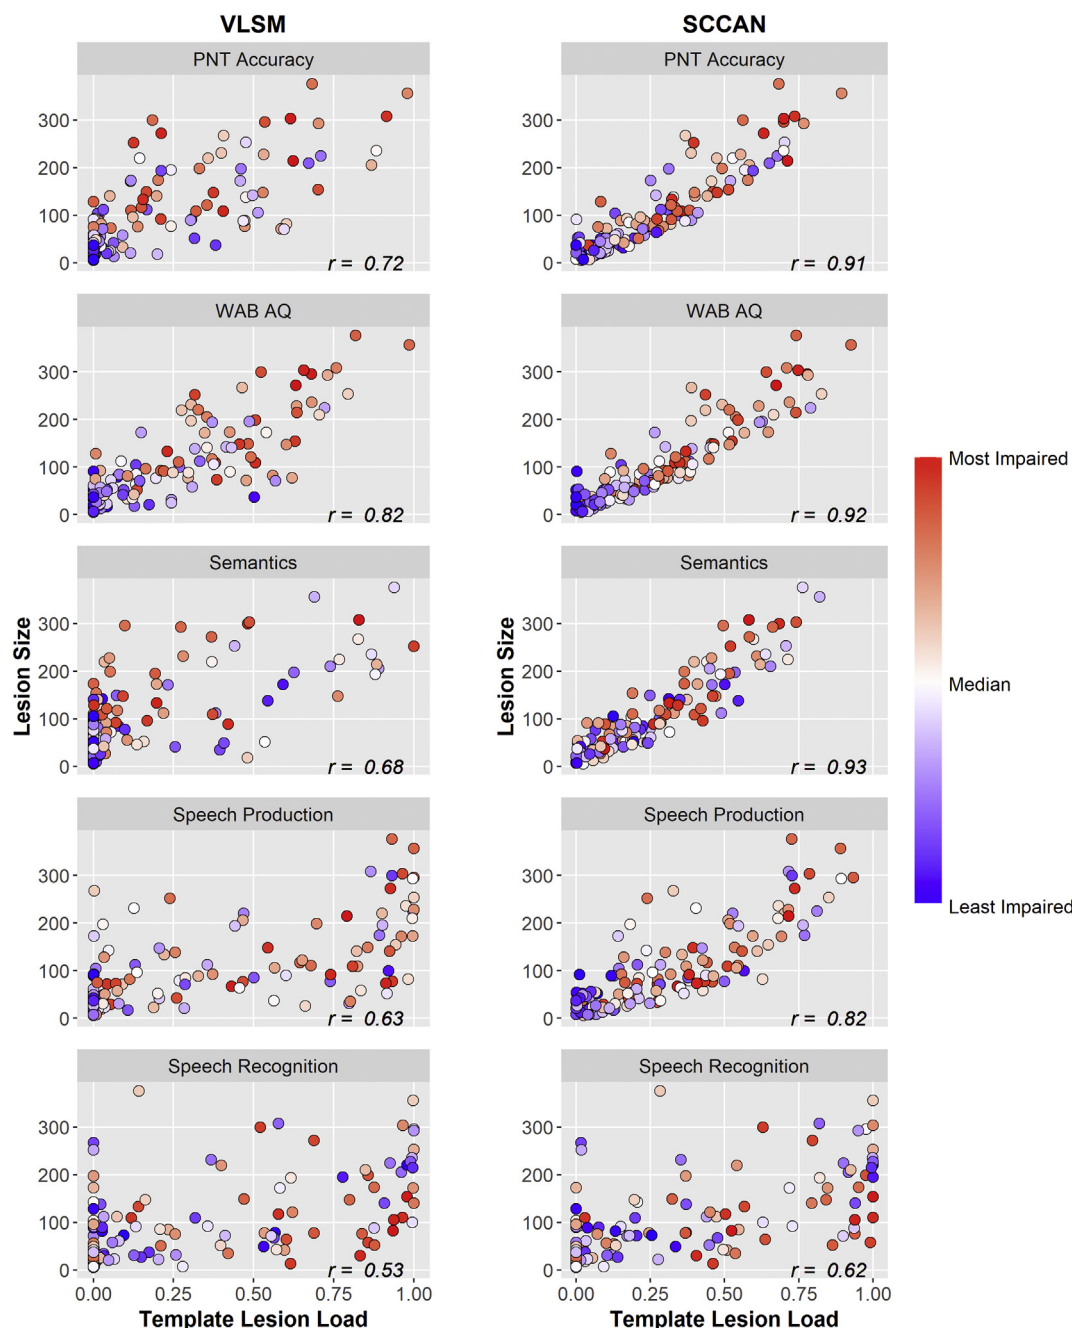 VLSM SCCAN
PNT Accuracy PNT Accuracy
300 300
200 200
100 100
0 0
r = 0.72 r = 0.91
WAB AQ WAB AQ
300 300
200 200
100 100
0 0
r = 0.82 r = 0.92
Most Impaired
Semantics Semantics
300 300
200 200
100 100
0 0
r = 0.68 r = 0.93
Lesion Size Lesion Size
Median
Speech Production Speech Production
300 300
200 200
100 100
0 0
r = 0.63 r = 0.82
Least Impaired
Speech Recognition Speech Recognition
300 300
200 200
100 100
0 0
r = 0.53 r = 0.62
0.00 0.25 0.50 0.75 1.00 0.00 0.25 0.50 0.75 1.00
Template Lesion Load Template Lesion Load